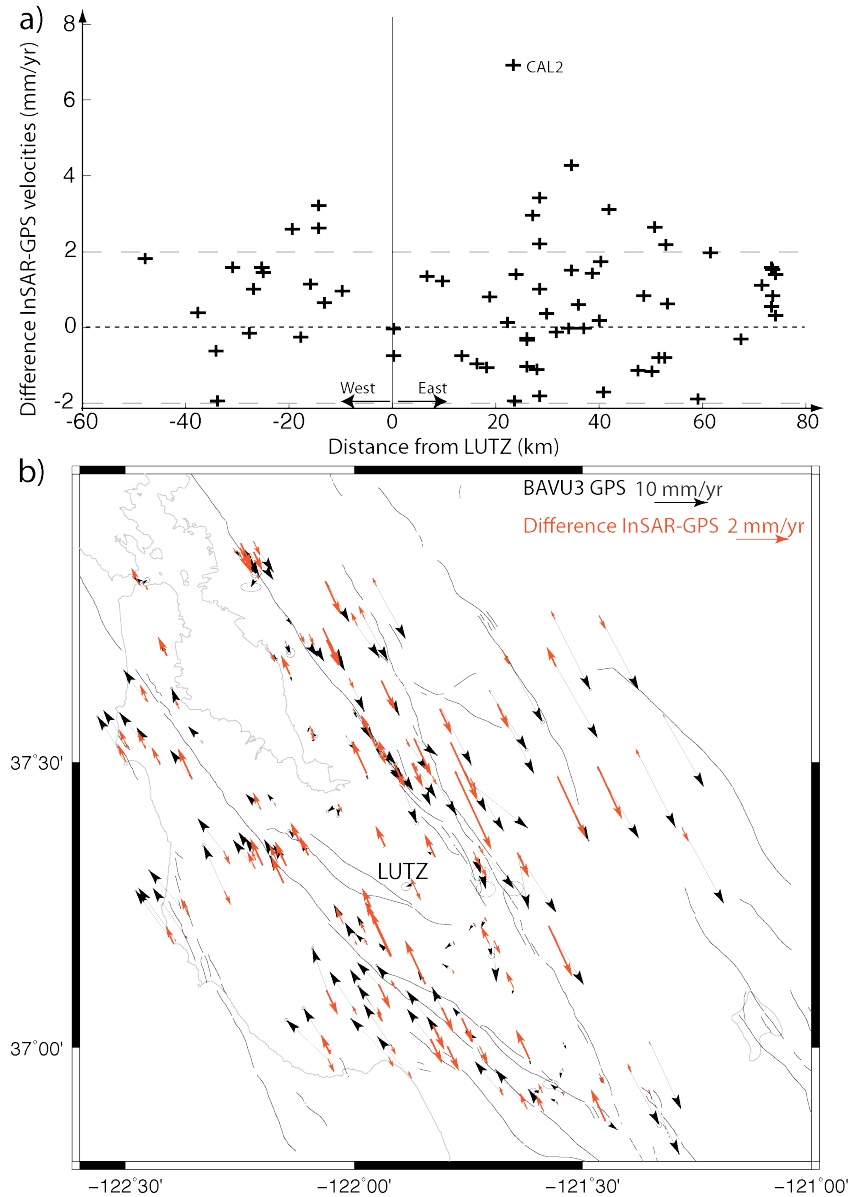 a)
8
6
4
2
0
-2
Difference InSAR-GPS velocities (mm/yr)
CAL2
West
East
-60
-40
-20
0
20
40
60
80
Distance from LUTZ (km)
b)
BAVU3 GPS 10 mm/yr
Difference InSAR-GPS 2 mm/yr
37˚30'
LUTZ
37˚00'
−122˚30'
−122˚00'
−121˚30'
−121˚00'